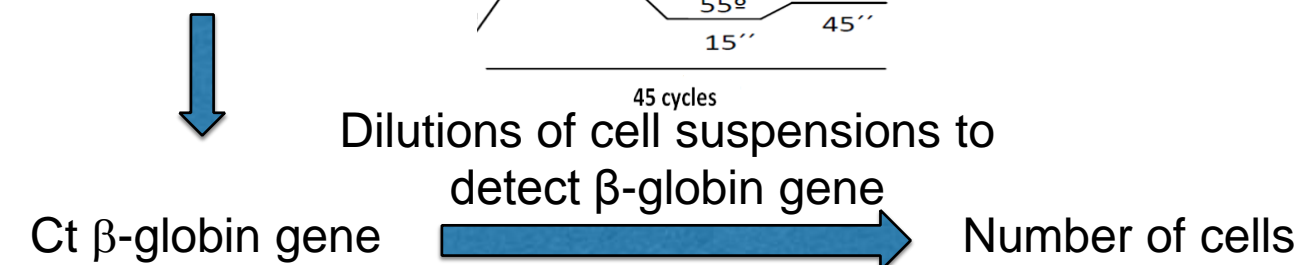 55º
45´´
15´´
45 cycles
Dilutions of cell suspensions to
detect β-globin gene
Ct β-globin gene
Number of cells